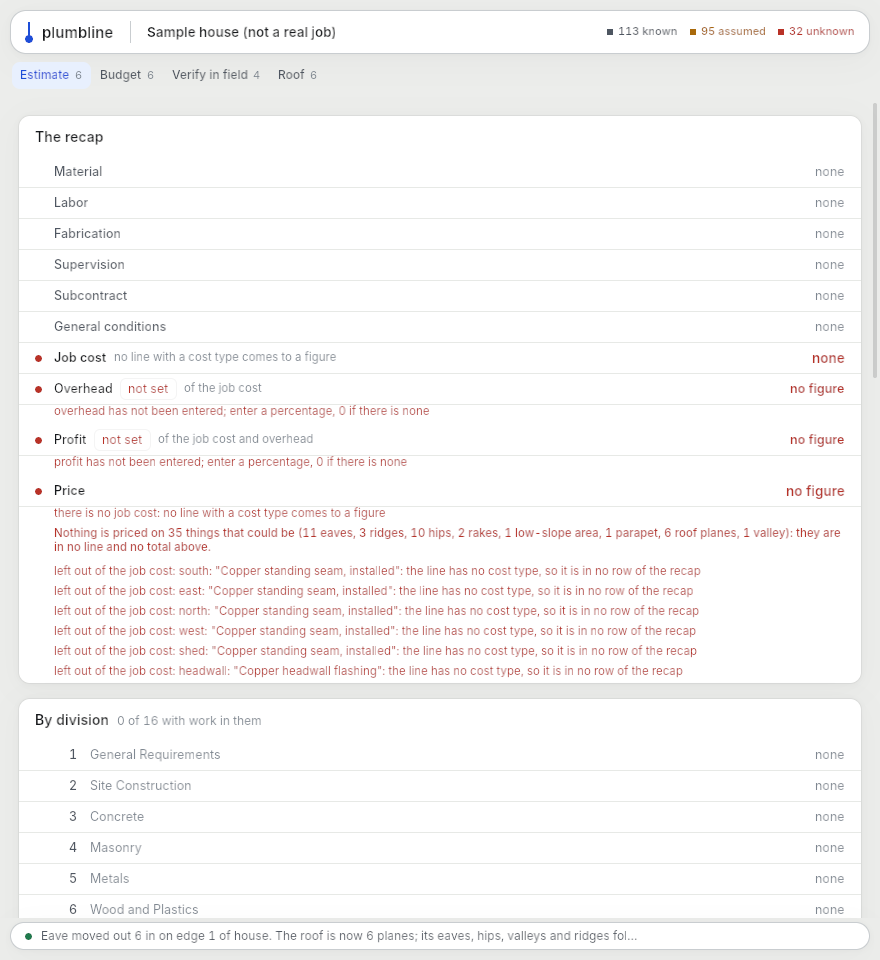 plumbline Sample house (not a real job) 113 known 95 assumed 32 unknown
Estimate 6 Budget 6 Verify in field 4 Roof 6
The recap
Material none
Labor none
Fabrication none
Supervision none
Subcontract none
General conditions none
Job cost no line with a cost type comes to a figure none
Overhead not set of the job cost no figure
overhead has not been entered; enter a percentage, 0 if there is none
Profit not set of the job cost and overhead no figure
profit has not been entered; enter a percentage, 0 if there is none
Price no figure
there is no job cost: no line with a cost type comes to a figure
Nothing is priced on 35 things that could be (11 eaves, 3 ridges, 10 hips, 2 rakes, 1 low-slope area, 1 parapet, 6 roof planes, 1 valley): they are
in no line and no total above.
left out of the job cost: south: "Copper standing seam, installed": the line has no cost type, so it is in no row of the recap
left out of the job cost: east: "Copper standing seam, installed": the line has no cost type, so it is in no row of the recap
left out of the job cost: north: "Copper standing seam, installed": the line has no cost type, so it is in no row of the recap
left out of the job cost: west: "Copper standing seam, installed": the line has no cost type, so it is in no row of the recap
left out of the job cost: shed: "Copper standing seam, installed": the line has no cost type, so it is in no row of the recap
left out of the job cost: headwall: "Copper headwall flashing": the line has no cost type, so it is in no row of the recap
By division 0 of 16 with work in them
1 General Requirements none
2 Site Construction none
3 Concrete none
4 Masonry none
5 Metals none
6 Wood and Plastics none
Eave moved out 6 in on edge 1 of house. The roof is now 6 planes; its eaves, hips, valleys and ridges fol...